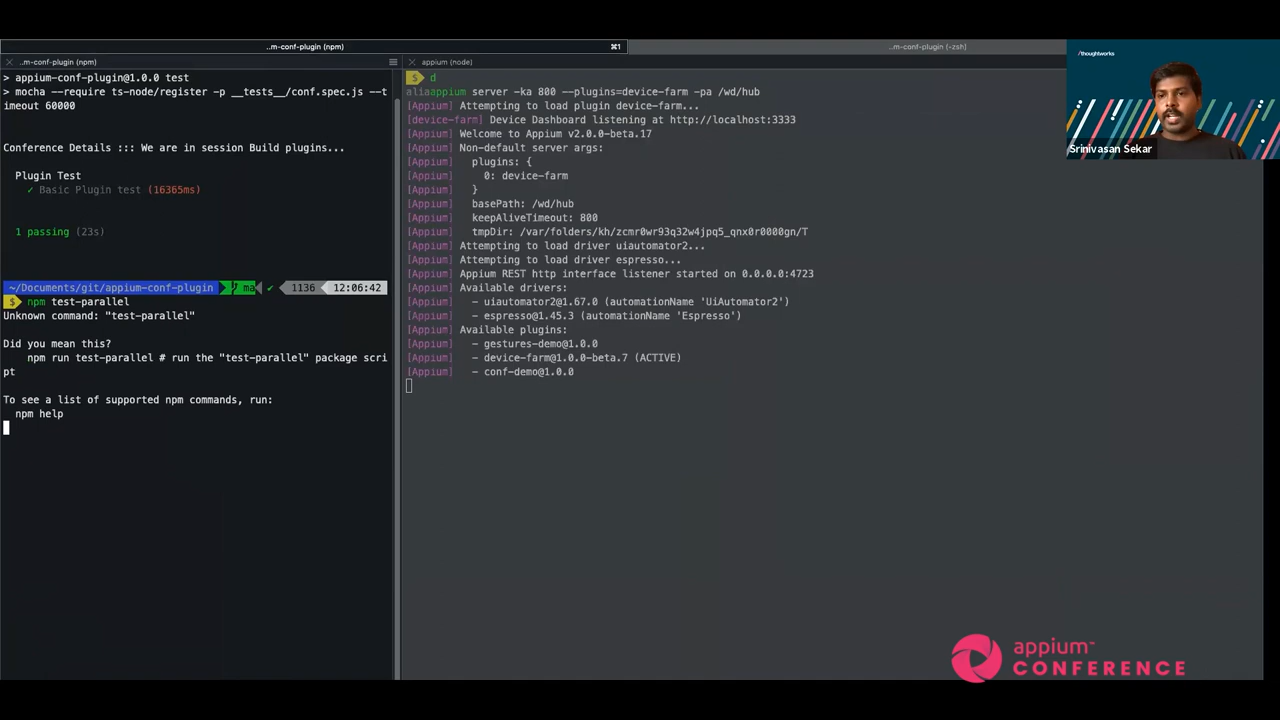 ..m-conf-plugin (npm)
⌘1
..m-conf-plugin (-zsh)
..m-conf-plugin (npm)
> appium-conf-plugin@1.0.0 test
> mocha --require ts-node/register -p __tests__/conf.spec.js --t
imeout 60000
Conference Details ::: We are in session Build plugins...
Plugin Test
✓ Basic Plugin test (16365ms)
1 passing (23s)
~/Documents/git/appium-conf-plugin ma ✔ 1136 12:06:42
$ npm test-parallel
Unknown command: "test-parallel"
Did you mean this?
npm run test-parallel # run the "test-parallel" package scri
pt
To see a list of supported npm commands, run:
npm help
appium (node)
$ d
aliaappium server -ka 800 --plugins=device-farm -pa /wd/hub
[Appium] Attempting to load plugin device-farm...
[device-farm] Device Dashboard listening at http://localhost:3333
[Appium] Welcome to Appium v2.0.0-beta.17
[Appium] Non-default server args:
[Appium] plugins: {
[Appium] 0: device-farm
[Appium] }
[Appium] basePath: /wd/hub
[Appium] keepAliveTimeout: 800
[Appium] tmpDir: /var/folders/kh/zcmr0wr93q32w4jpq5_qnx0r0000gn/T
[Appium] Attempting to load driver uiautomator2...
[Appium] Attempting to load driver espresso...
[Appium] Appium REST http interface listener started on 0.0.0.0:4723
[Appium] Available drivers:
[Appium] - uiautomator2@1.67.0 (automationName 'UiAutomator2')
[Appium] - espresso@1.45.3 (automationName 'Espresso')
[Appium] Available plugins:
[Appium] - gestures-demo@1.0.0
[Appium] - device-farm@1.0.0-beta.7 (ACTIVE)
[Appium] - conf-demo@1.0.0
/thoughtworks
Srinivasan Sekar
appium™
CONFERENCE